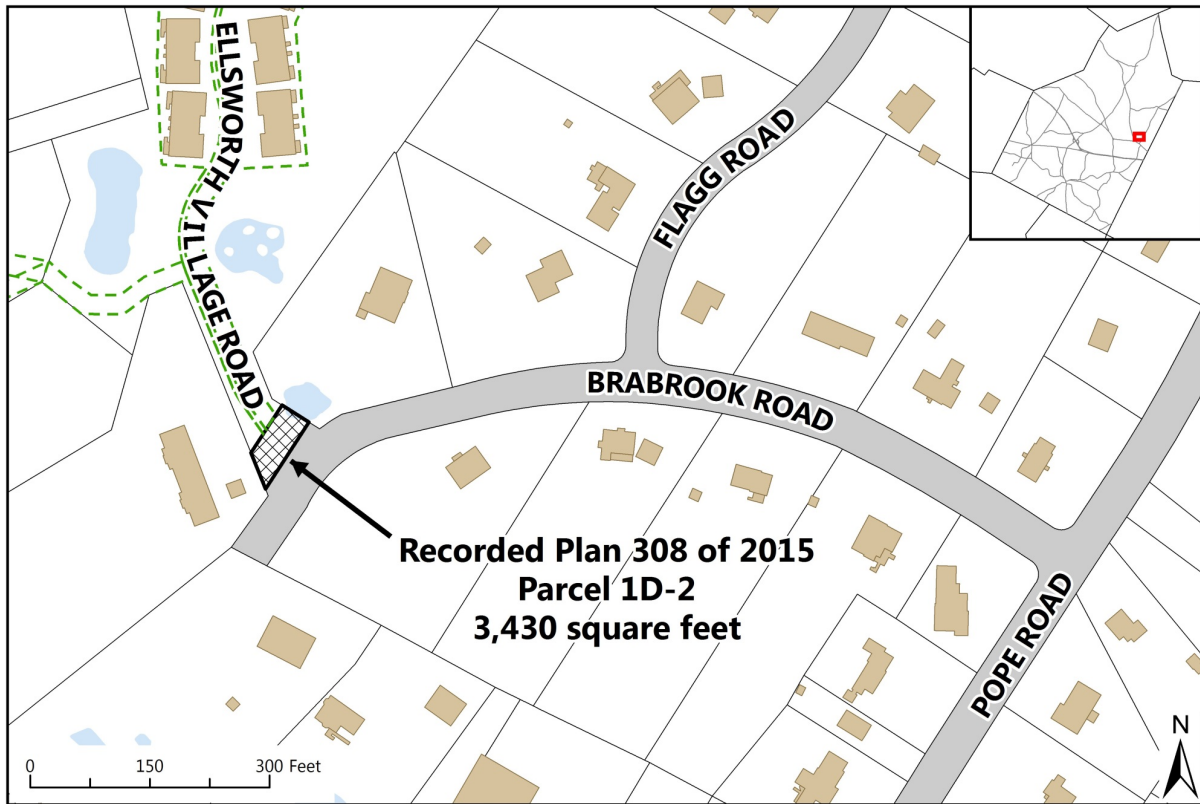 ELLSWORTH VILLAGE ROAD
FLAGG ROAD
BRABROOK ROAD
POPE ROAD
Recorded Plan 308 of 2015
Parcel 1D-2
3,430 square feet
N
0 150 300 Feet